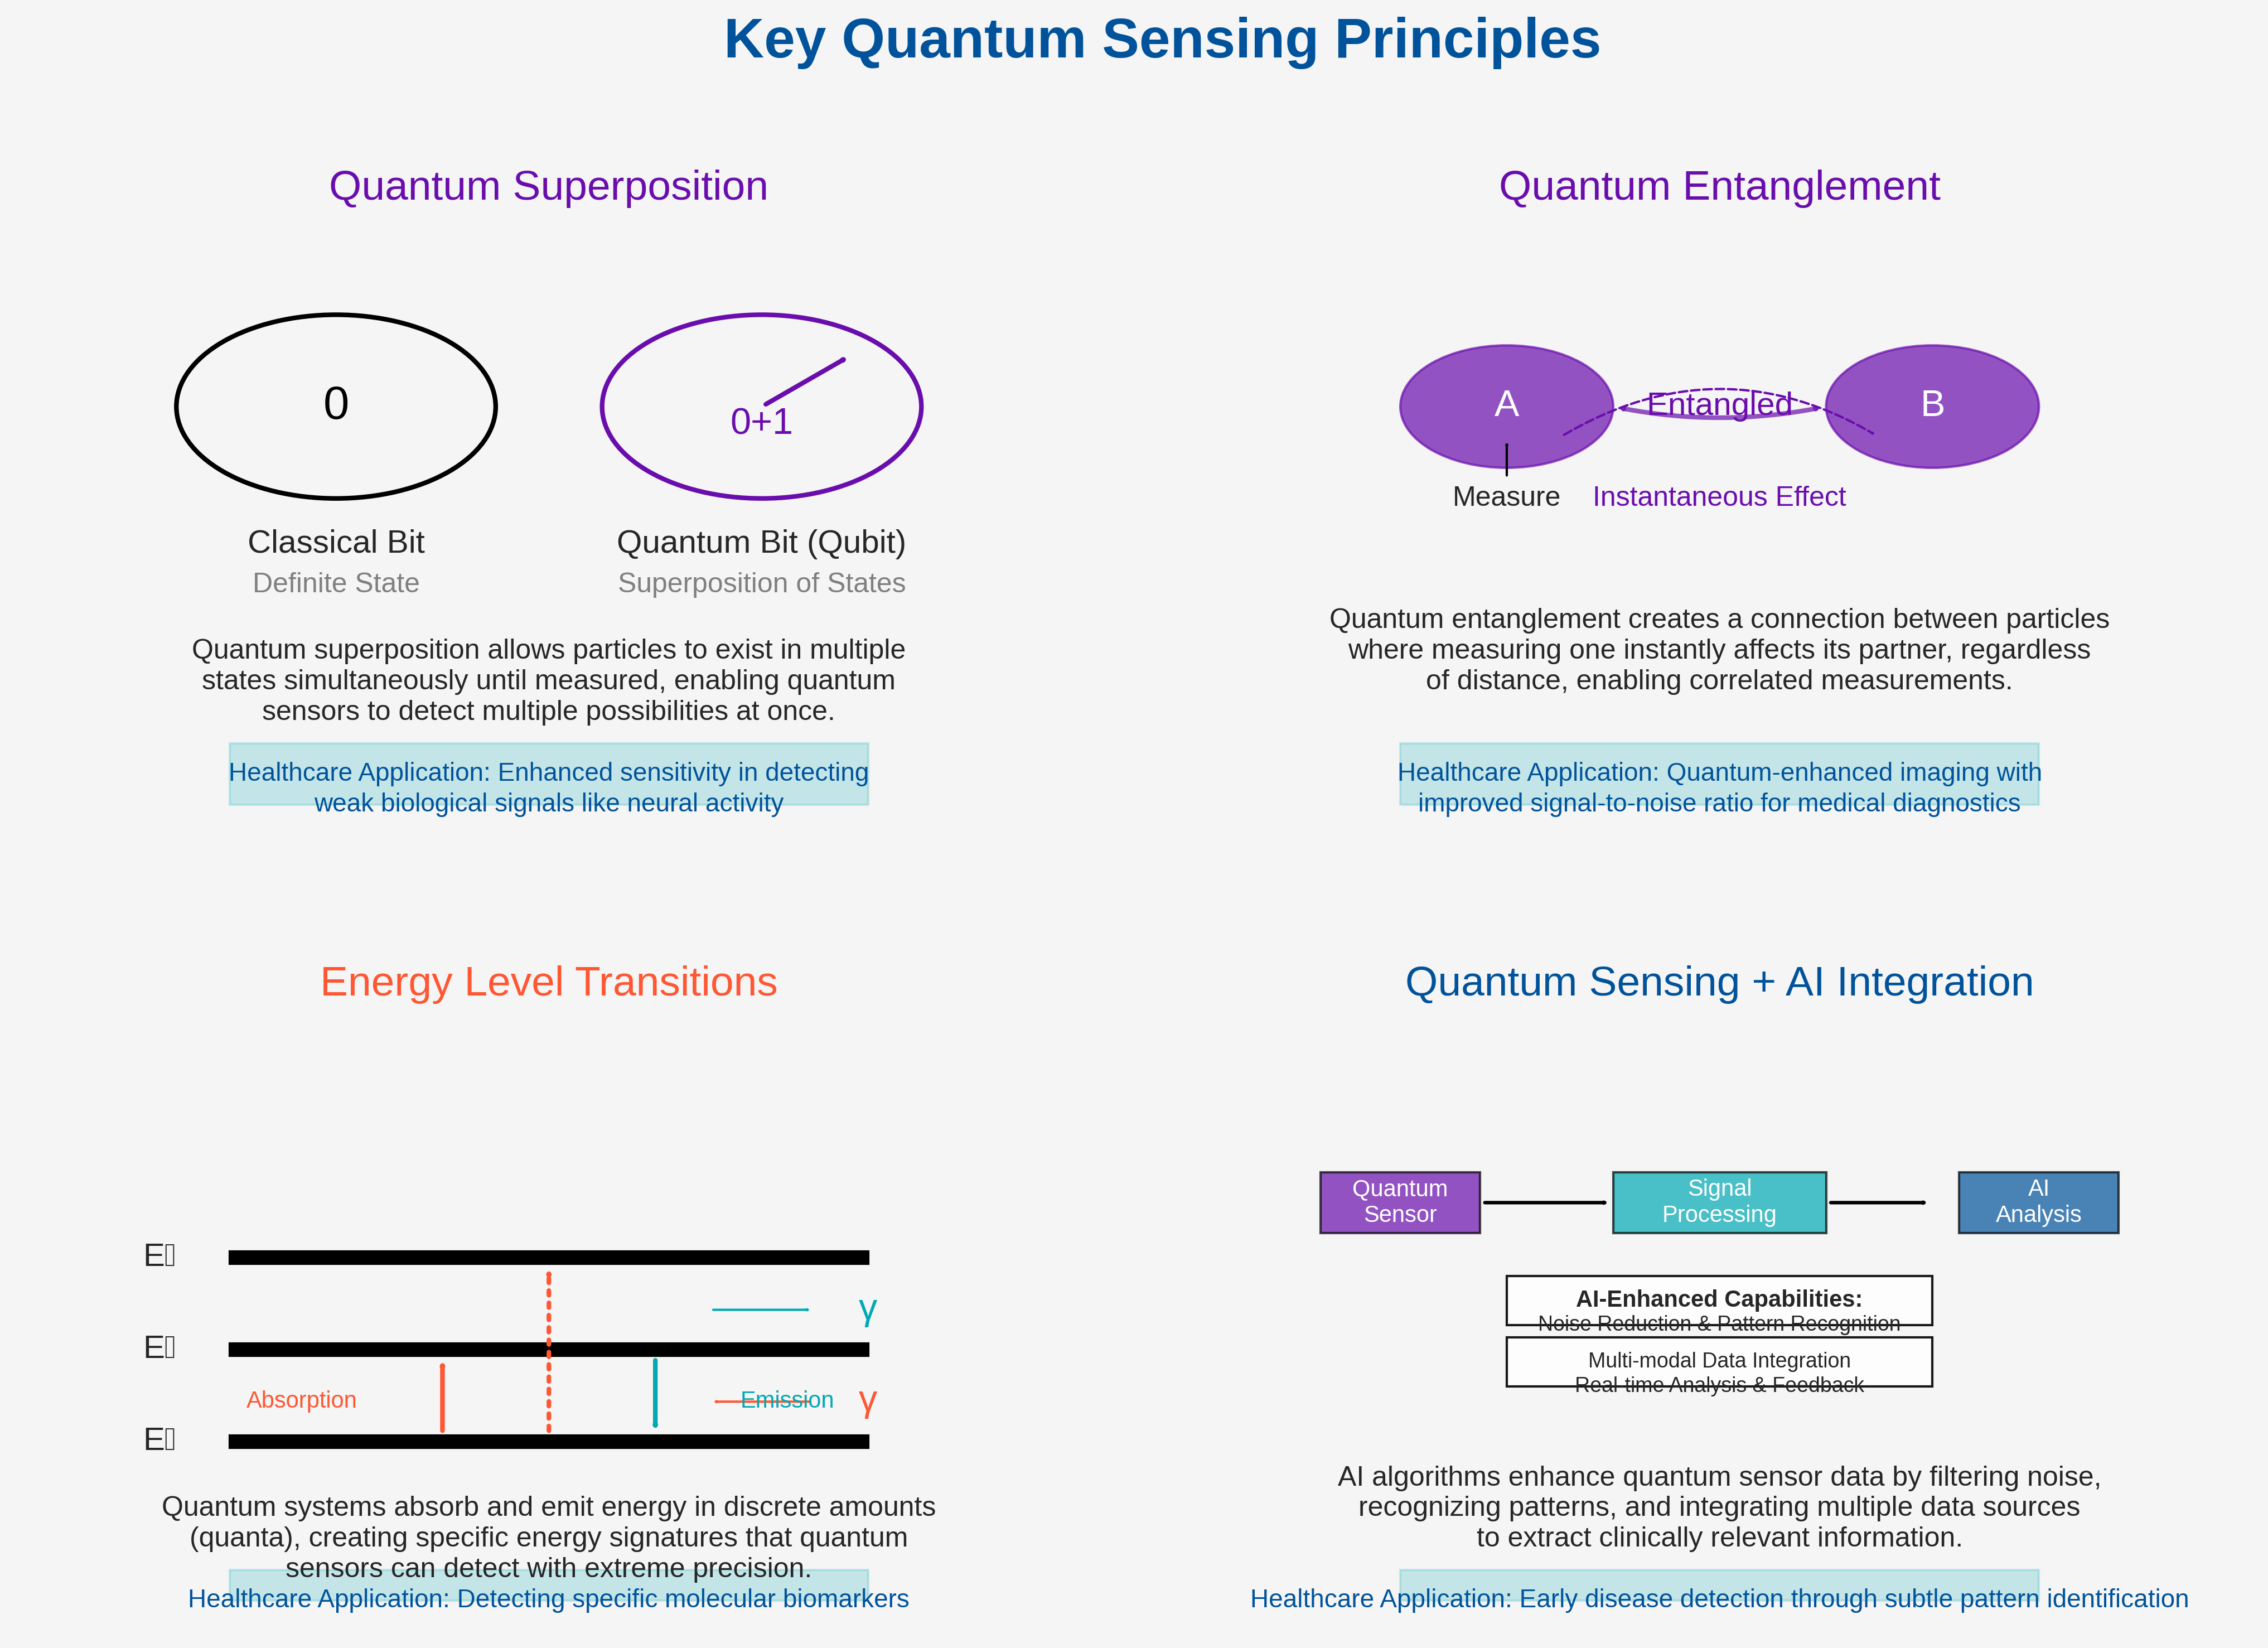 Key Quantum Sensing Principles
Quantum Superposition
0
0+1
Classical Bit
Definite State
Quantum Bit (Qubit)
Superposition of States
Quantum superposition allows particles to exist in multiple
states simultaneously until measured, enabling quantum
sensors to detect multiple possibilities at once.
Healthcare Application: Enhanced sensitivity in detecting
weak biological signals like neural activity
Quantum Entanglement
A
Entangled
B
Measure
Instantaneous Effect
Quantum entanglement creates a connection between particles
where measuring one instantly affects its partner, regardless
of distance, enabling correlated measurements.
Healthcare Application: Quantum-enhanced imaging with
improved signal-to-noise ratio for medical diagnostics
Energy Level Transitions
E
γ
E
Absorption
Emission
γ
E
Quantum systems absorb and emit energy in discrete amounts
(quanta), creating specific energy signatures that quantum
sensors can detect with extreme precision.
Healthcare Application: Detecting specific molecular biomarkers
Quantum Sensing + AI Integration
Quantum
Sensor
Signal
Processing
AI
Analysis
AI-Enhanced Capabilities:
Noise Reduction & Pattern Recognition
Multi-modal Data Integration
Real-time Analysis & Feedback
AI algorithms enhance quantum sensor data by filtering noise,
recognizing patterns, and integrating multiple data sources
to extract clinically relevant information.
Healthcare Application: Early disease detection through subtle pattern identification